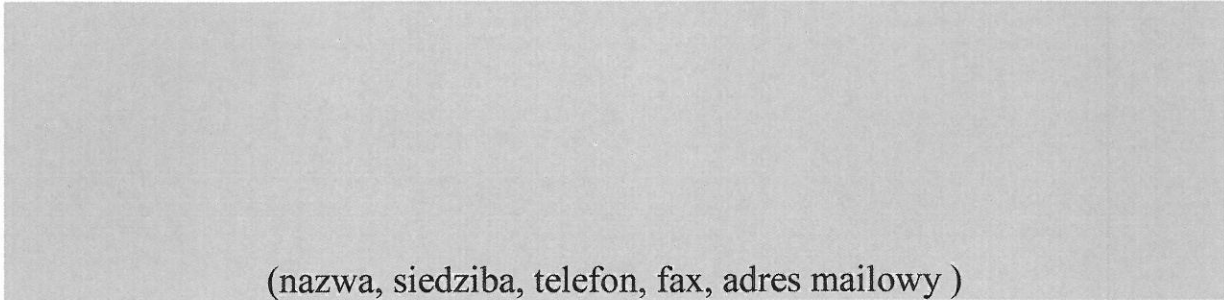 (nazwa, siedziba, telefon, fax, adres mailowy )